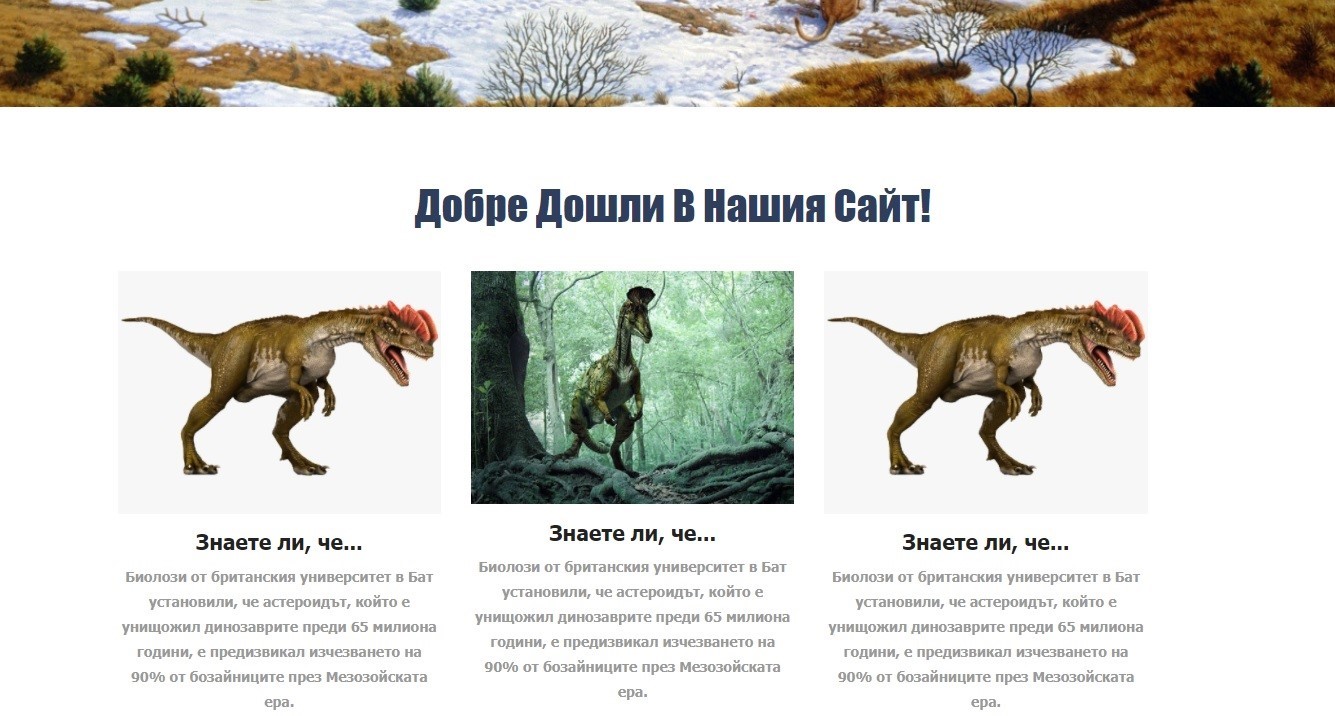 Добре Дошли В Нашия Сайт!
Знаете ли, че...
Биолози от британския университет в Бат
установили, че астероидът, който е
унищожил динозаврите преди 65 милиона
години, е предизвикал изчезването на
90% от бозайниците през Мезозойската
ера.
Знаете ли, че...
Биолози от британския университет в Бат
установили, че астероидът, който е
унищожил динозаврите преди 65 милиона
години, е предизвикал изчезването на
90% от бозайниците през Мезозойската
ера.
Знаете ли, че...
Биолози от британския университет в Бат
установили, че астероидът, който е
унищожил динозаврите преди 65 милиона
години, е предизвикал изчезването на
90% от бозайниците през Мезозойската
ера.